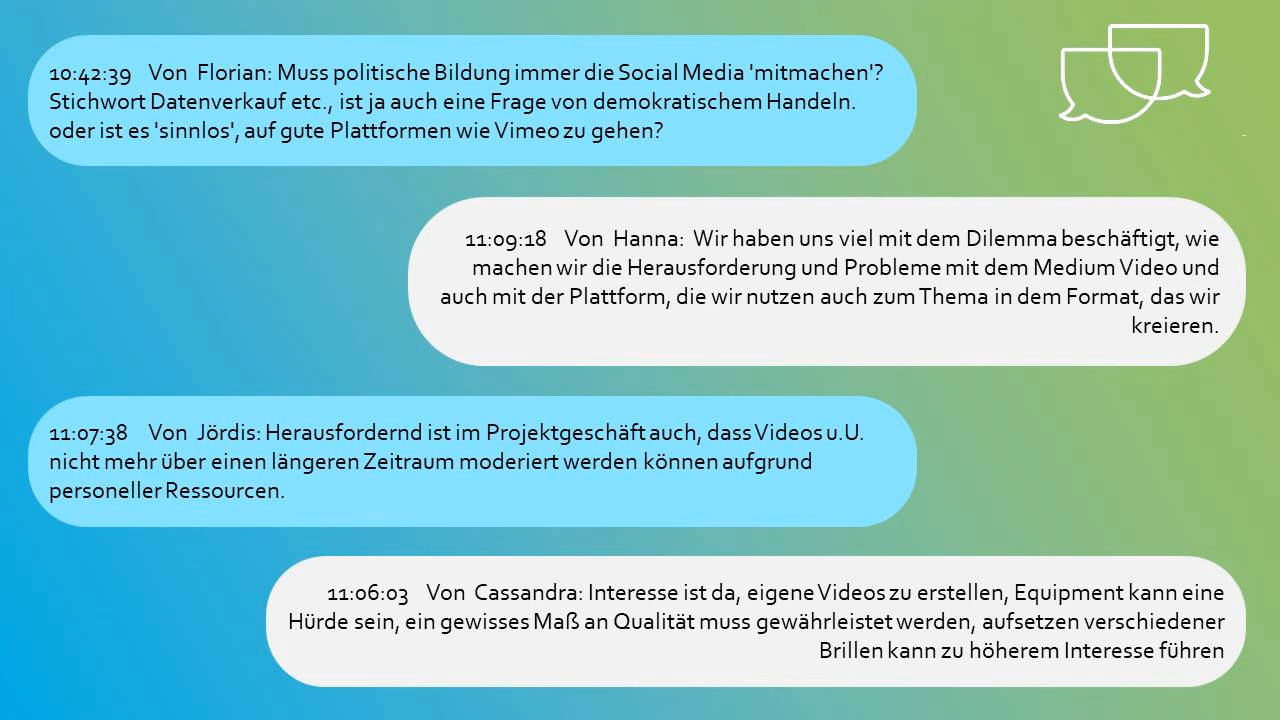 10:42:39 Von Florian: Muss politische Bildung immer die Social Media 'mitmachen'?
Stichwort Datenverkauf etc., ist ja auch eine Frage von demokratischem Handeln.
oder ist es 'sinnlos', auf gute Plattformen wie Vimeo zu gehen?
11:09:18 Von Hanna: Wir haben uns viel mit dem Dilemma beschäftigt, wie
machen wir die Herausforderung und Probleme mit dem Medium Video und
auch mit der Plattform, die wir nutzen auch zum Thema in dem Format, das wir
kreieren.
11:07:38 Von Jördis: Herausfordernd ist im Projektgeschäft auch, dass Videos u.U.
nicht mehr über einen längeren Zeitraum moderiert werden können aufgrund
personeller Ressourcen.
11:06:03 Von Cassandra: Interesse ist da, eigene Videos zu erstellen, Equipment kann eine
Hürde sein, ein gewisses Maß an Qualität muss gewährleistet werden, aufsetzen verschiedener
Brillen kann zu höherem Interesse führen